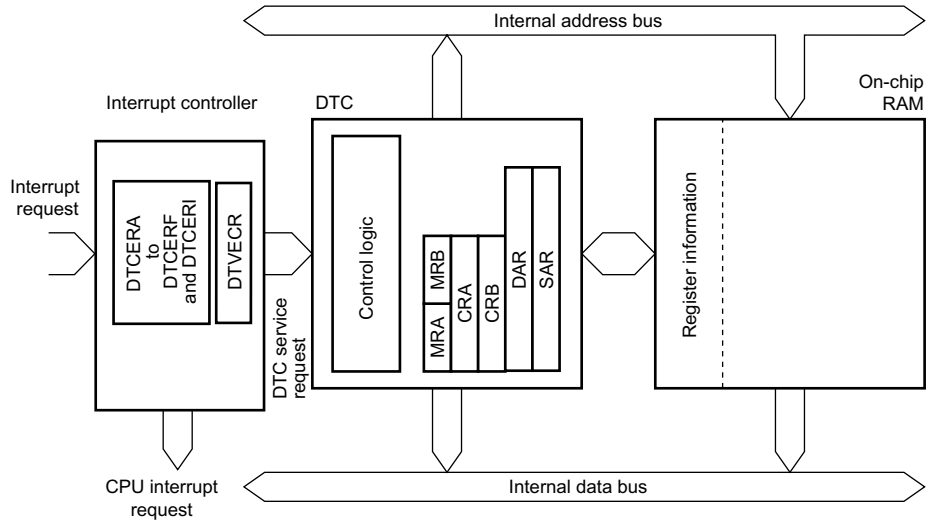 Internal address bus
Interrupt controller
DTC
On-chip
RAM
Interrupt
request
DTCERA
to
DTCERF
and DTCERI
DTVECR
DTC service
request
Control logic
MRA
MRB
CRA
CRB
DAR
SAR
Register information
CPU interrupt
request
Internal data bus